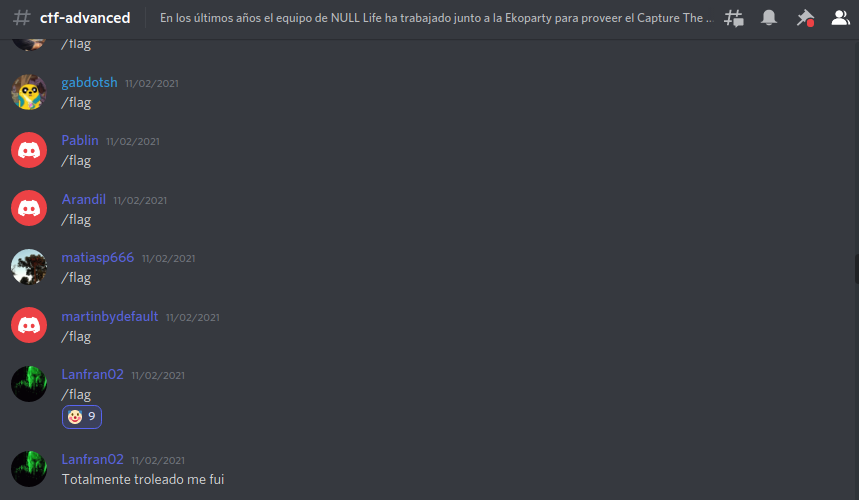 # ctf-advanced En los últimos años el equipo de NULL Life ha trabajado junto a la Ekoparty para proveer el Capture The ...
/flag
gabdotsh 11/02/2021
/flag
Pablin 11/02/2021
/flag
Arandil 11/02/2021
/flag
matiasp666 11/02/2021
/flag
martinbydefault 11/02/2021
/flag
Lanfran02 11/02/2021
/flag
🤡 9
Lanfran02 11/02/2021
Totalmente troleado me fui